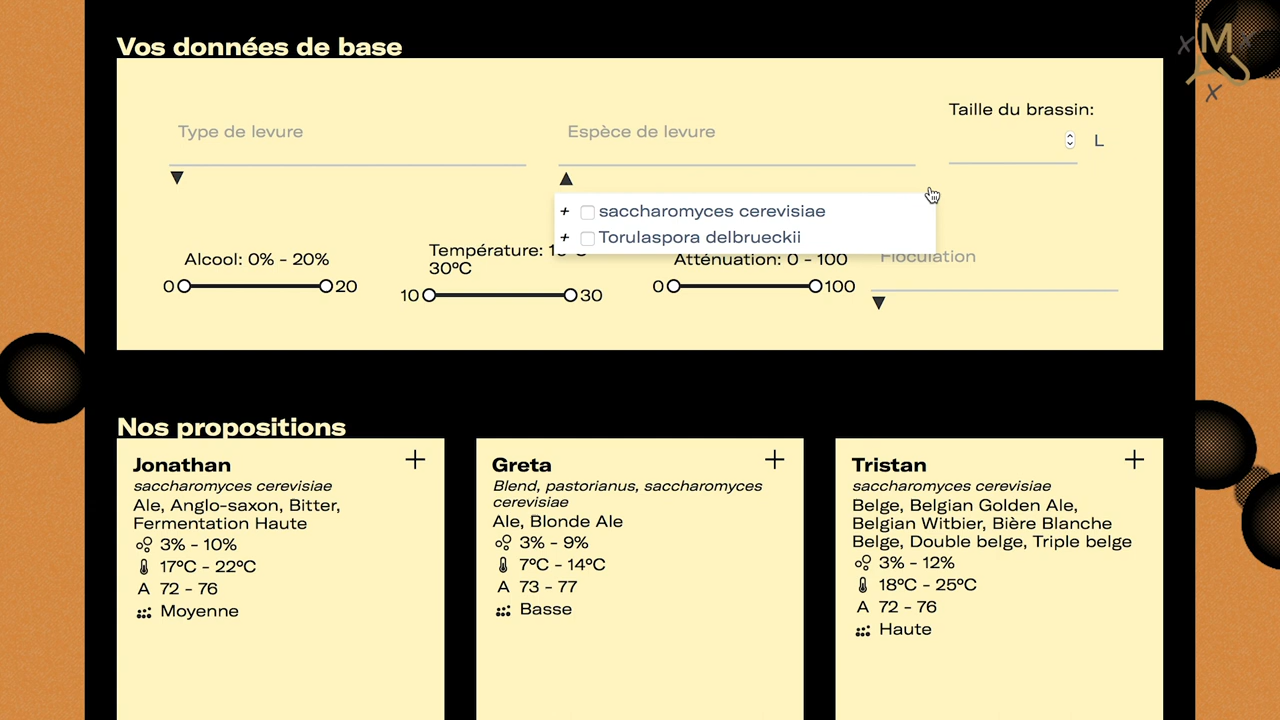 M
Vos données de base
Type de levure
Espèce de levure
Taille du brassin:
L
+ saccharomyces cerevisiae
+ Torulaspora delbrueckii
Alcool: 0% - 20%
0 20
Température: 
30°C
10 30
Atténuation: 0 - 100
0 100
Floculation
Nos propositions
Jonathan
saccharomyces cerevisiae
Ale, Anglo-saxon, Bitter,
Fermentation Haute
3% - 10%
17°C - 22°C
A 72 - 76
Moyenne
Greta
Blend, pastorianus, saccharomyces
cerevisiae
Ale, Blonde Ale
3% - 9%
7°C - 14°C
A 73 - 77
Basse
Tristan
saccharomyces cerevisiae
Belge, Belgian Golden Ale,
Belgian Witbier, Bière Blanche
Belge, Double belge, Triple belge
3% - 12%
18°C - 25°C
A 72 - 76
Haute